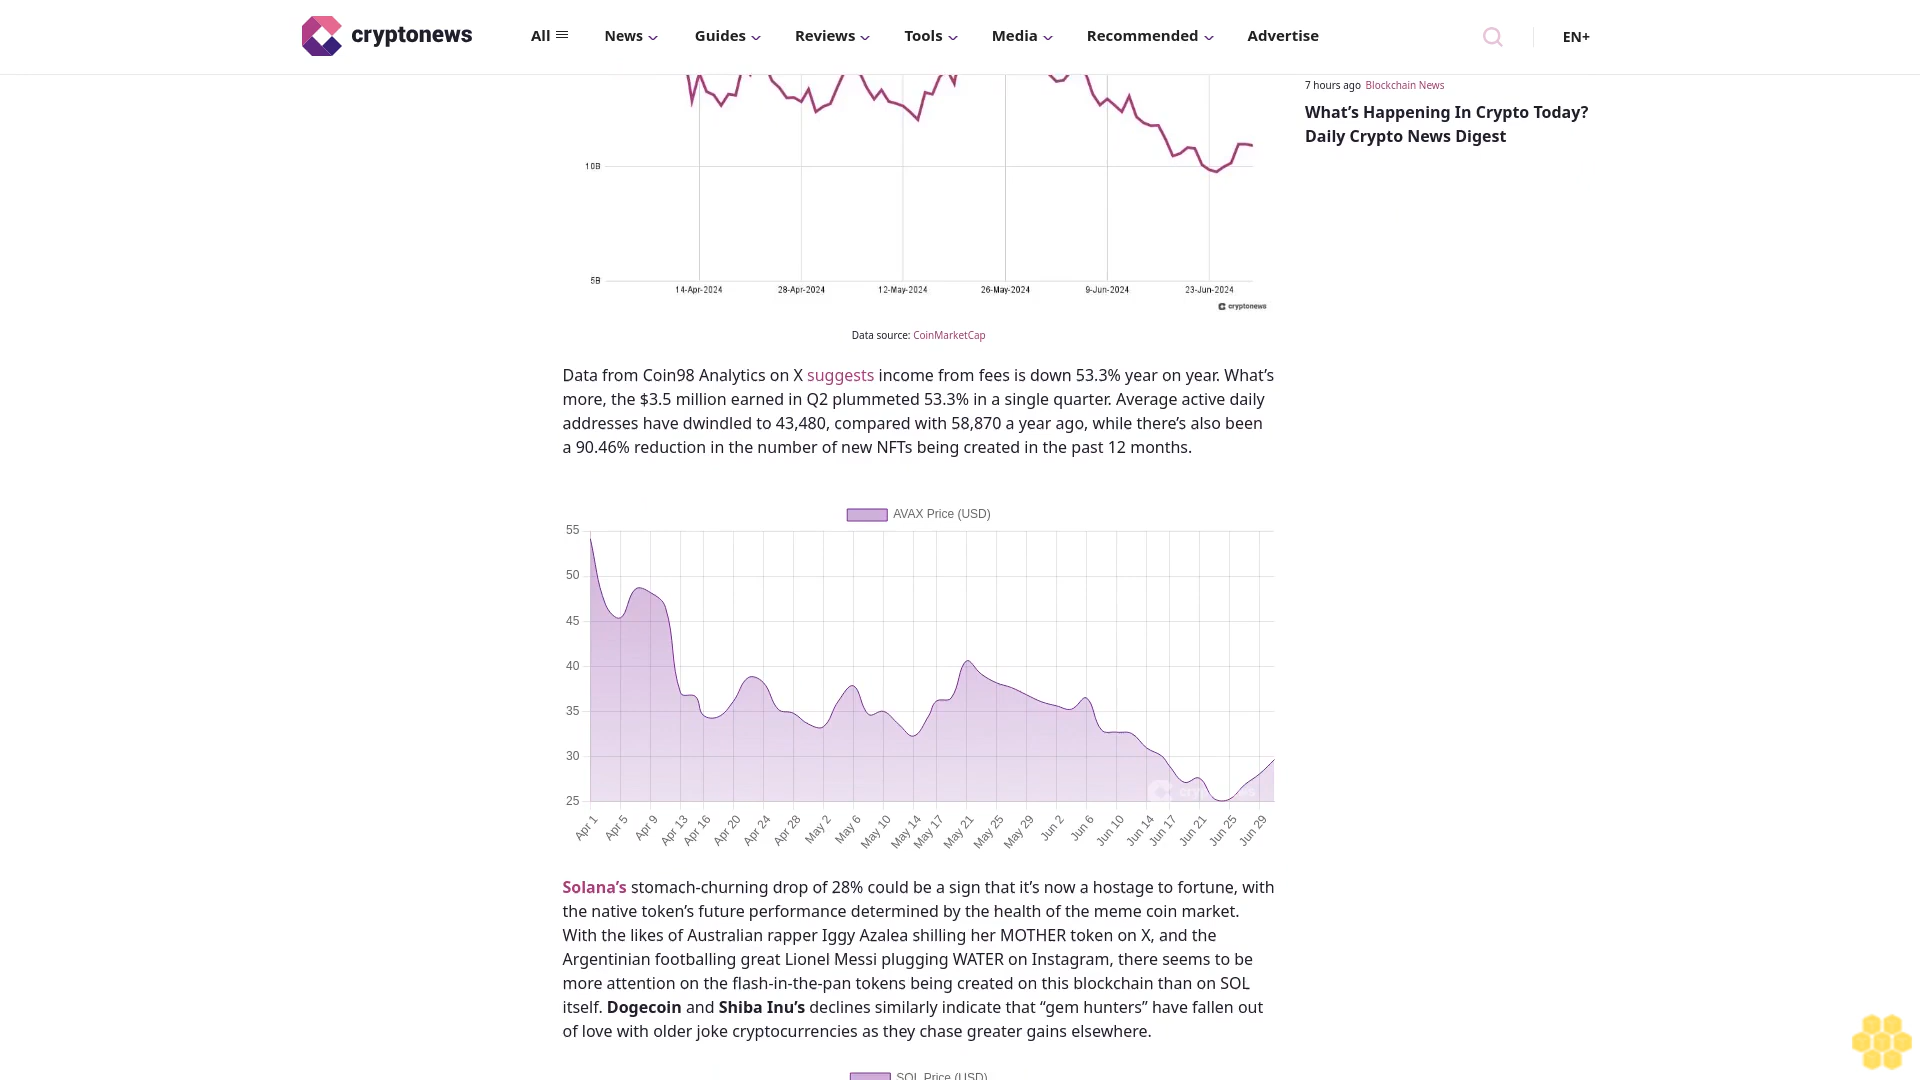 cryptonews
All
News
Guides
Reviews
Tools
Media
Recommended
Advertise
EN+
7 hours ago Blockchain News
What’s Happening In Crypto Today?
Daily Crypto News Digest
10B
5B
14-Apr-2024 28-Apr-2024 12-May-2024 26-May-2024 9-Jun-2024 23-Jun-2024
cryptonews
Data source: CoinMarketCap
Data from Coin98 Analytics on X suggests income from fees is down 53.3% year on year. What’s
more, the $3.5 million earned in Q2 plummeted 53.3% in a single quarter. Average active daily
addresses have dwindled to 43,480, compared with 58,870 a year ago, while there’s also been
a 90.46% reduction in the number of new NFTs being created in the past 12 months.
AVAX Price (USD)
55
50
45
40
35
30
25
Apr 1 Apr 5 Apr 9 Apr 13 Apr 16 Apr 20 Apr 24 Apr 28 May 2 May 6 May 10 May 14 May 17 May 21 May 25 May 29 Jun 2 Jun 6 Jun 10 Jun 14 Jun 17 Jun 21 Jun 25 Jun 29
Solana’s stomach-churning drop of 28% could be a sign that it’s now a hostage to fortune, with
the native token’s future performance determined by the health of the meme coin market.
With the likes of Australian rapper Iggy Azalea shilling her MOTHER token on X, and the
Argentinian footballing great Lionel Messi plugging WATER on Instagram, there seems to be
more attention on the flash-in-the-pan tokens being created on this blockchain than on SOL
itself. Dogecoin and Shiba Inu’s declines similarly indicate that “gem hunters” have fallen out
of love with older joke cryptocurrencies as they chase greater gains elsewhere.
SOL Price (USD)